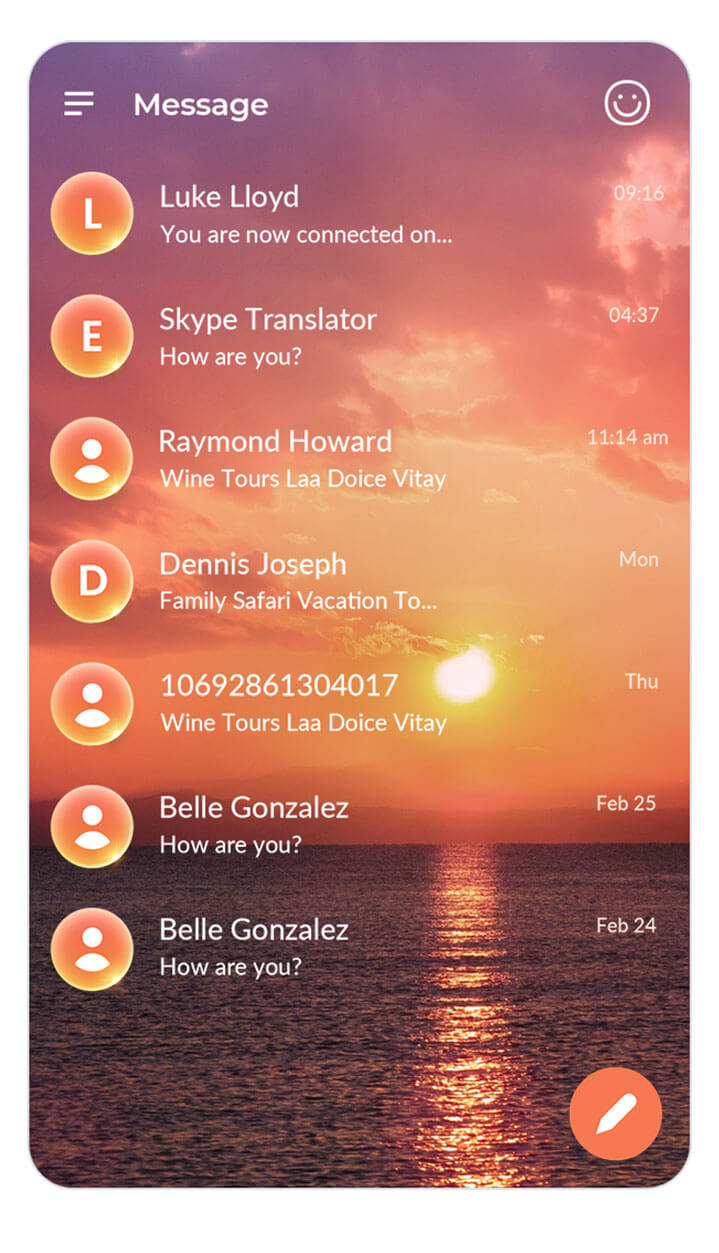 Message
L
Luke Lloyd
09:16
You are now connected on...
E
Skype Translator
04:37
How are you?
Raymond Howard
11:14 am
Wine Tours Laa Doice Vitay
D
Dennis Joseph
Mon
Family Safari Vacation To...
10692861304017
Thu
Wine Tours Laa Doice Vitay
Belle Gonzalez
Feb 25
How are you?
Belle Gonzalez
Feb 24
How are you?